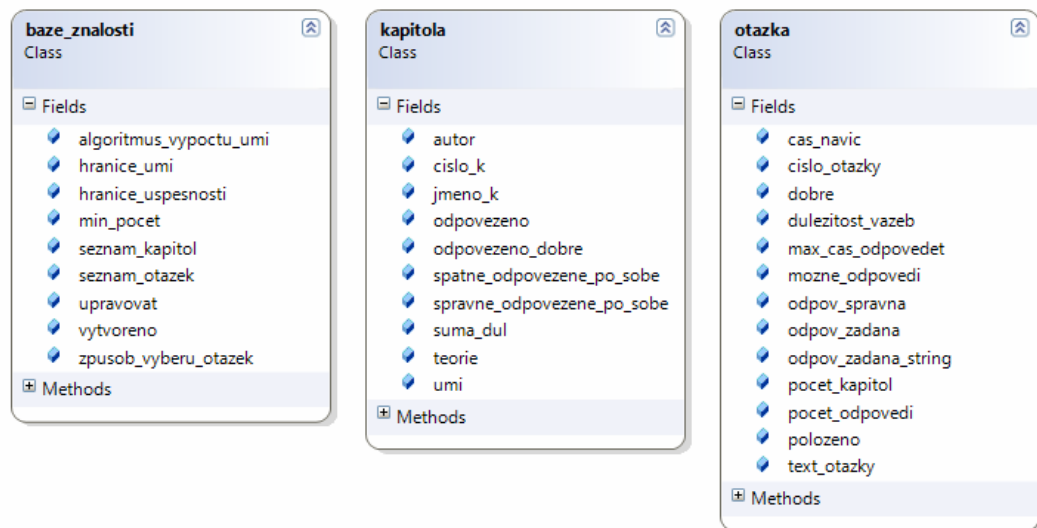 baze_znalosti
Class
Fields
algoritmus_vypoctu_umi
hranice_umi
hranice_uspesnosti
min_pocet
seznam_kapitol
seznam_otazek
upravovat
vytvoreno
zpusob_vyberu_otazek
Methods
kapitola
Class
Fields
autor
cislo_k
jmeno_k
odpovezeno
odpovezeno_dobre
spatne_odpovezene_po_sobe
spravne_odpovezene_po_sobe
suma_dul
teorie
umi
Methods
otazka
Class
Fields
cas_navic
cislo_otazky
dobre
dulezitost_vazeb
max_cas_odpovedet
mozne_odpovedi
odpov_spravna
odpov_zadana
odpov_zadana_string
pocet_kapitol
pocet_odpovedi
polozeno
text_otazky
Methods